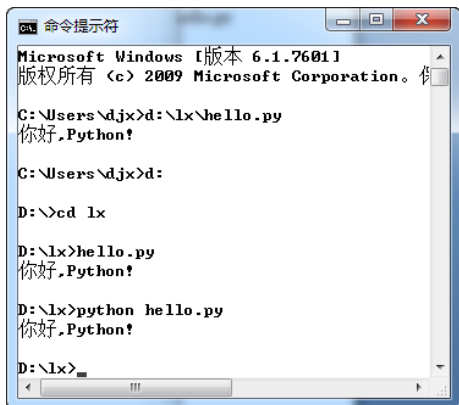 命令提示符
Microsoft Windows [版本 6.1.7601]
版权所有 (c) 2009 Microsoft Corporation。
C:\Users\djx>d:\lx\hello.py
你好,Python!
C:\Users\djx>d:
D:\>cd lx
D:\lx>hello.py
你好,Python!
D:\lx>python hello.py
你好,Python!
D:\lx>_